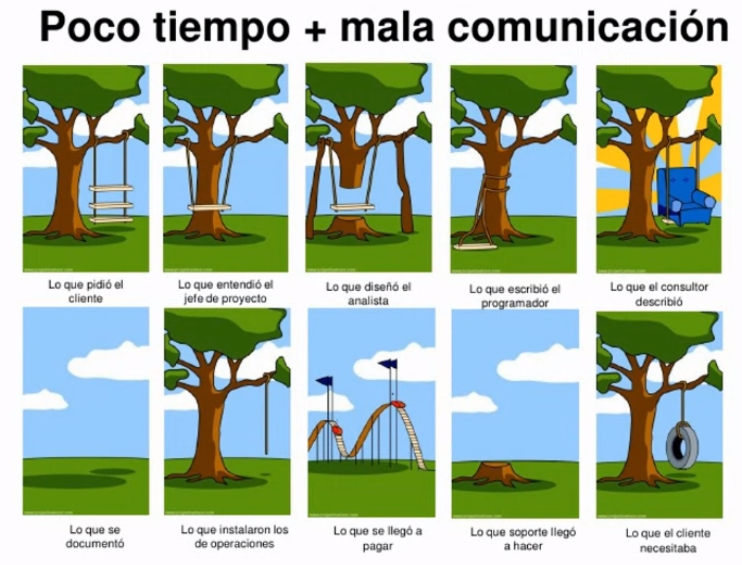 Poco tiempo + mala comunicación
Lo que pidió el
cliente
Lo que entendió el
jefe de proyecto
Lo que diseñó el
analista
Lo que escribió el
programador
Lo que el consultor
describió
Lo que se
documentó
Lo que instalaron los
de operaciones
Lo que se llegó a
pagar
Lo que soporte llegó
a hacer
Lo que el cliente
necesitaba